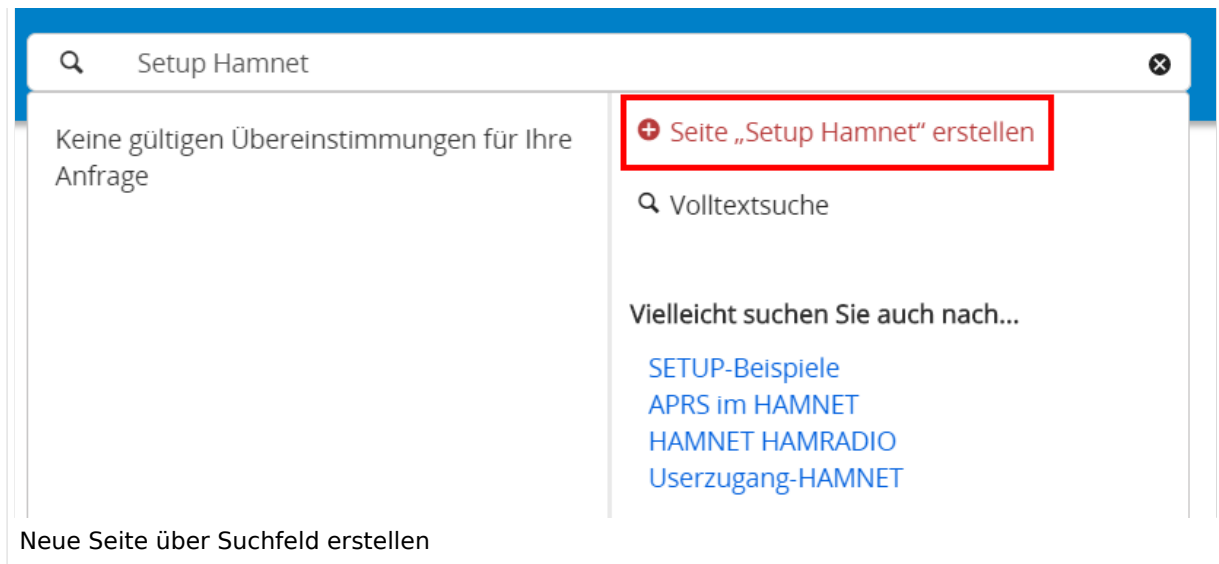 Setup Hamnet
Keine gültigen Übereinstimmungen für Ihre
Anfrage
Seite „Setup Hamnet“ erstellen
Volltextsuche
Vielleicht suchen Sie auch nach...
SETUP-Beispiele
APRS im HAMNET
HAMNET HAMRADIO
Userzugang-HAMNET
Neue Seite über Suchfeld erstellen